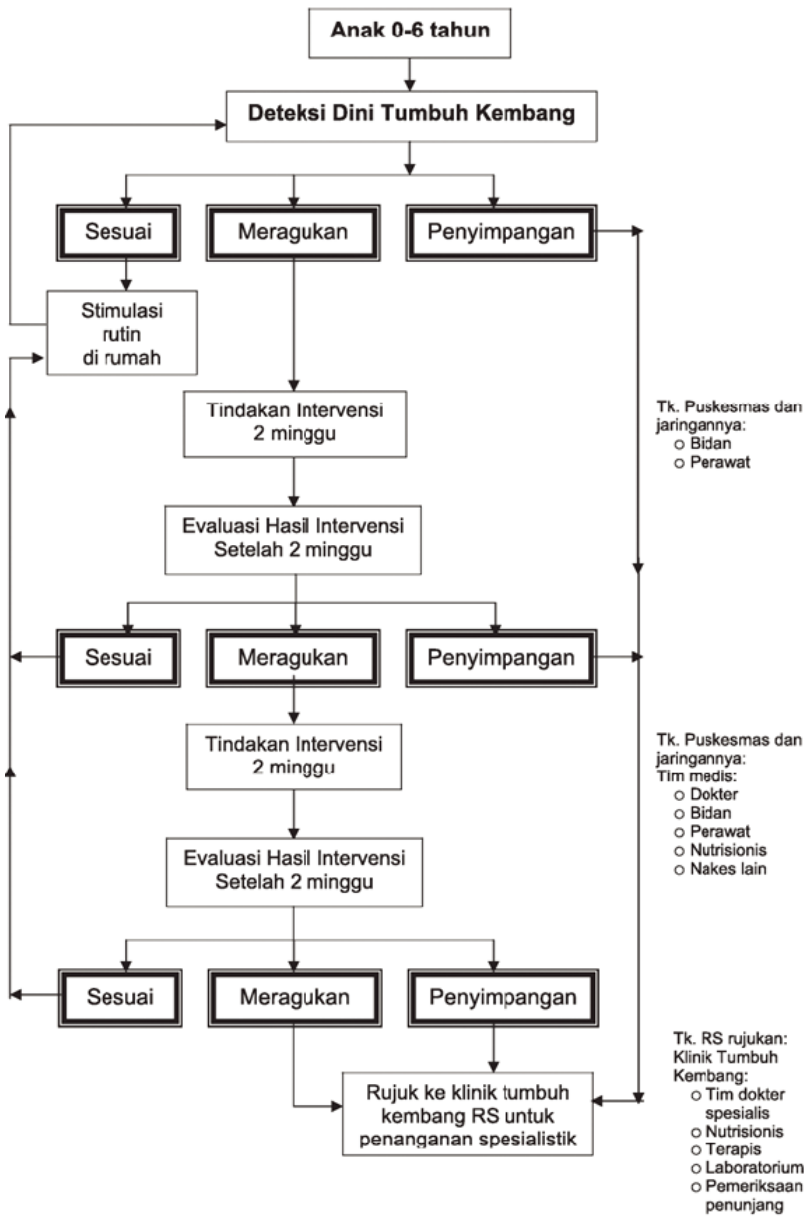 Anak 0-6 tahun
Deteksi Dini Tumbuh Kembang
Sesuai
Meragukan
Penyimpangan
Stimulasi
rutin
di rumah
Tindakan Intervensi
2 minggu
Tk. Puskesmas dan
jaringannya:
○ Bidan
○ Perawat
Evaluasi Hasil Intervensi
Setelah 2 minggu
Sesuai
Meragukan
Penyimpangan
Tindakan Intervensi
2 minggu
Tk. Puskesmas dan
jaringannya:
Tim medis:
○ Dokter
○ Bidan
○ Perawat
○ Nutrisionis
○ Nakes lain
Evaluasi Hasil Intervensi
Setelah 2 minggu
Sesuai
Meragukan
Penyimpangan
Rujuk ke klinik tumbuh
kembang RS untuk
penanganan spesialistik
Tk. RS rujukan:
Klinik Tumbuh
Kembang:
○ Tim dokter
spesialis
○ Nutrisionis
○ Terapis
○ Laboratorium
○ Pemeriksaan
penunjang